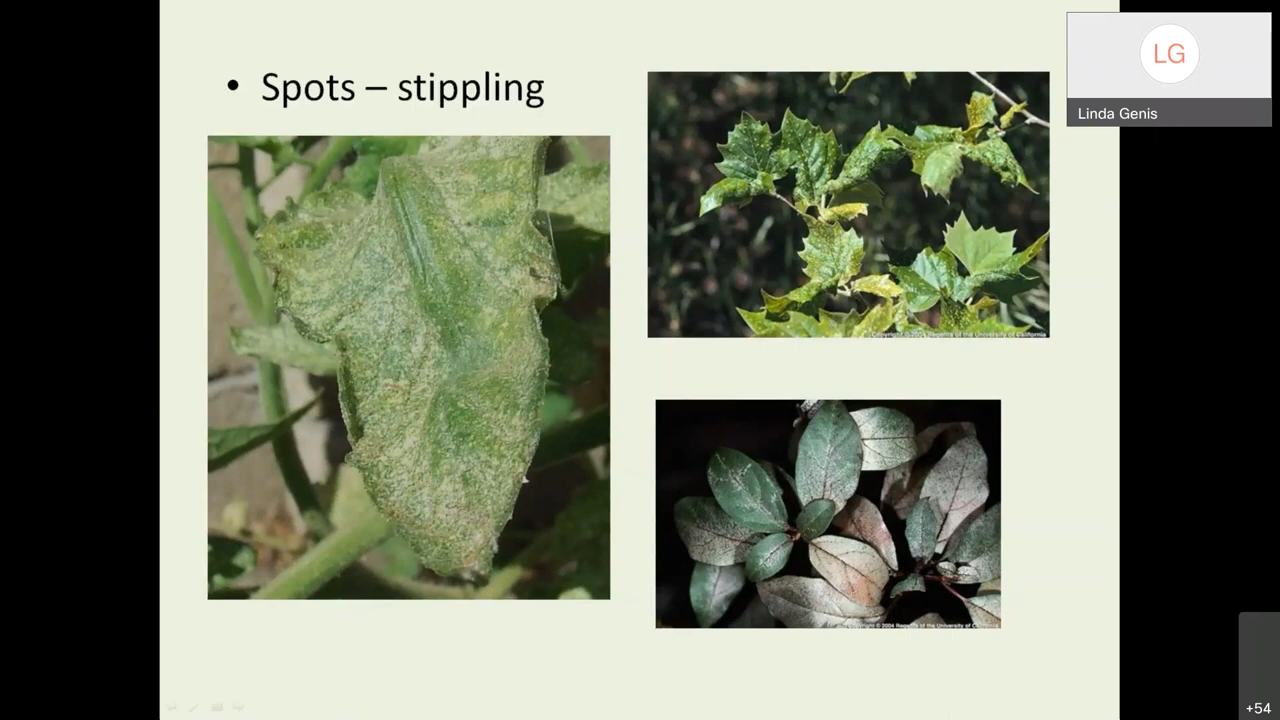 • Spots – stippling
LG
Linda Genis
Copyright © 2004 Regents of the University of California
Copyright © 2004 Regents of the University of California
+54